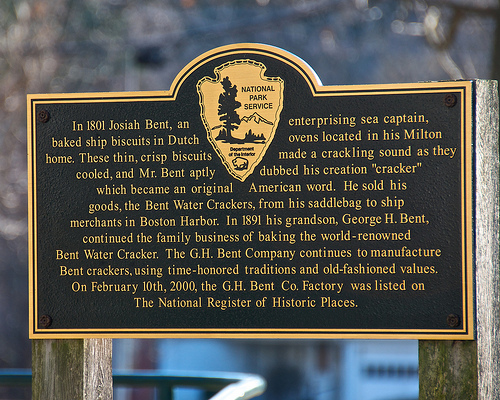 NATIONAL
PARK
SERVICE
Department
of the Interior
In 1801 Josiah Bent, an enterprising sea captain,
baked ship biscuits in Dutch ovens located in his Milton
home. These thin, crisp biscuits made a crackling sound as they
cooled, and Mr. Bent aptly dubbed his creation "cracker"
which became an original American word. He sold his
goods, the Bent Water Crackers, from his saddlebag to ship
merchants in Boston Harbor. In 1891 his grandson, George H. Bent,
continued the family business of baking the world-renowned
Bent Water Cracker. The G.H. Bent Company continues to manufacture
Bent crackers, using time-honored traditions and old-fashioned values.
On February 10th, 2000, the G.H. Bent Co. Factory was listed on
The National Register of Historic Places.